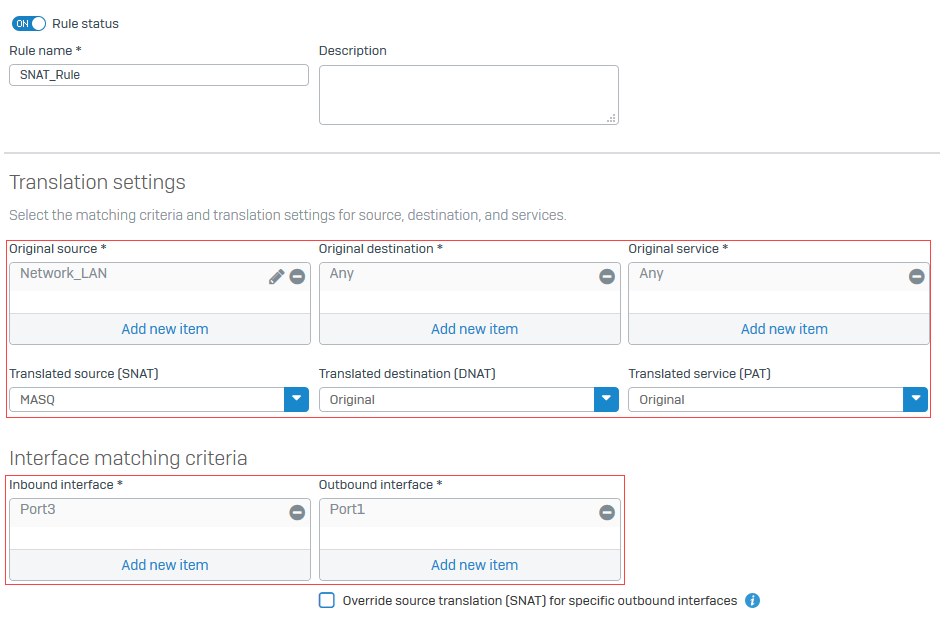 ON Rule status
Rule name * Description
SNAT_Rule
Translation settings
Select the matching criteria and translation settings for source, destination, and services.
Original source * Original destination * Original service *
Network_LAN Any Any
Add new item Add new item Add new item
Translated source (SNAT) Translated destination (DNAT) Translated service (PAT)
MASQ Original Original
Interface matching criteria
Inbound interface * Outbound interface *
Port3 Port1
Add new item Add new item
Override source translation (SNAT) for specific outbound interfaces i